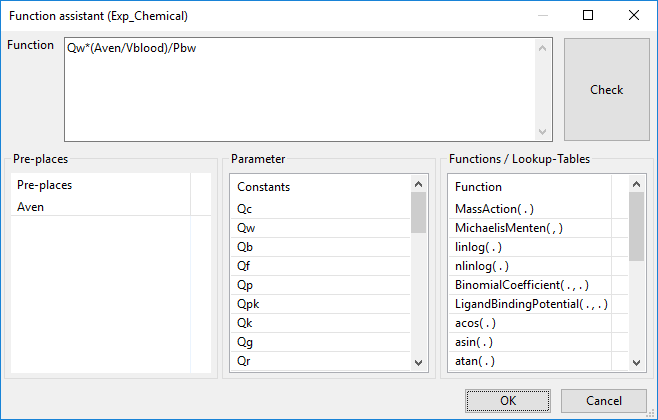 Function assistant (Exp_Chemical)
Function
Qw*(Aven/Vblood)/Pbw
Check
Pre-places
Pre-places
Aven
Parameter
Constants
Qc
Qw
Qb
Qf
Qp
Qpk
Qk
Qg
Qr
Functions / Lookup-Tables
Function
MassAction( . )
MichaelisMenten( , )
linlog( . )
nlinlog( . )
BinomialCoefficient( . , . )
LigandBindingPotential( . , . )
acos( . )
asin( . )
atan( . )
OK
Cancel